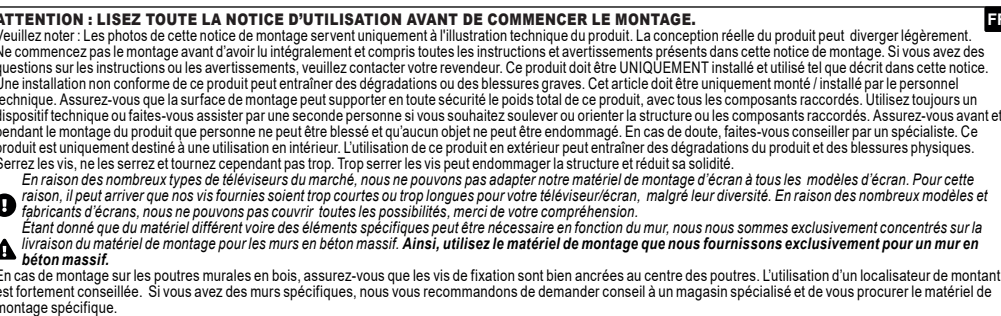 ATTENTION : LISEZ TOUTE LA NOTICE D'UTILISATION AVANT DE COMMENCER LE MONTAGE.
FR
Veuillez noter : Les photos de cette notice de montage servent uniquement à l'illustration technique du produit. La conception réelle du produit peut diverger légèrement.
Ne commencez pas le montage avant d'avoir lu intégralement et compris toutes les instructions et avertissements présents dans cette notice de montage. Si vous avez des
questions sur les instructions ou les avertissements, veuillez contacter votre revendeur. Ce produit doit être UNIQUEMENT installé et utilisé tel que décrit dans cette notice.
Une installation non conforme de ce produit peut entraîner des dégradations ou des blessures graves. Cet article doit être uniquement monté / installé par le personnel
technique. Assurez-vous que la surface de montage peut supporter en toute sécurité le poids total de ce produit, avec tous les composants raccordés. Utilisez toujours un
dispositif technique ou faites-vous assister par une seconde personne si vous souhaitez soulever ou orienter la structure ou les composants raccordés. Assurez-vous avant et
pendant le montage du produit que personne ne peut être blessé et qu'aucun objet ne peut être endommagé. En cas de doute, faites-vous conseiller par un spécialiste. Ce
produit est uniquement destiné à une utilisation en intérieur. L'utilisation de ce produit en extérieur peut entraîner des dégradations du produit et des blessures physiques.
Serrez les vis, ne les serrez et tournez cependant pas trop. Trop serrer les vis peut endommager la structure et réduit sa solidité.
En raison des nombreux types de téléviseurs du marché, nous ne pouvons pas adapter notre matériel de montage d'écran à tous les modèles d'écran. Pour cette
raison, il peut arriver que nos vis fournies soient trop courtes ou trop longues pour votre téléviseur/écran, malgré leur diversité. En raison des nombreux modèles et
fabricants d'écrans, nous ne pouvons pas couvrir toutes les possibilités, merci de votre compréhension.
Étant donné que du matériel différent voire des éléments spécifiques peut être nécessaire en fonction du mur, nous nous sommes exclusivement concentrés sur la
livraison du matériel de montage pour les murs en béton massif. Ainsi, utilisez le matériel de montage que nous fournissons exclusivement pour un mur en
béton massif.
En cas de montage sur les poutres murales en bois, assurez-vous que les vis de fixation sont bien ancrées au centre des poutres. L'utilisation d'un localisateur de montant
est fortement conseillée. Si vous avez des murs spécifiques, nous vous recommandons de demander conseil à un magasin spécialisé et de vous procurer le matériel de
montage spécifique.